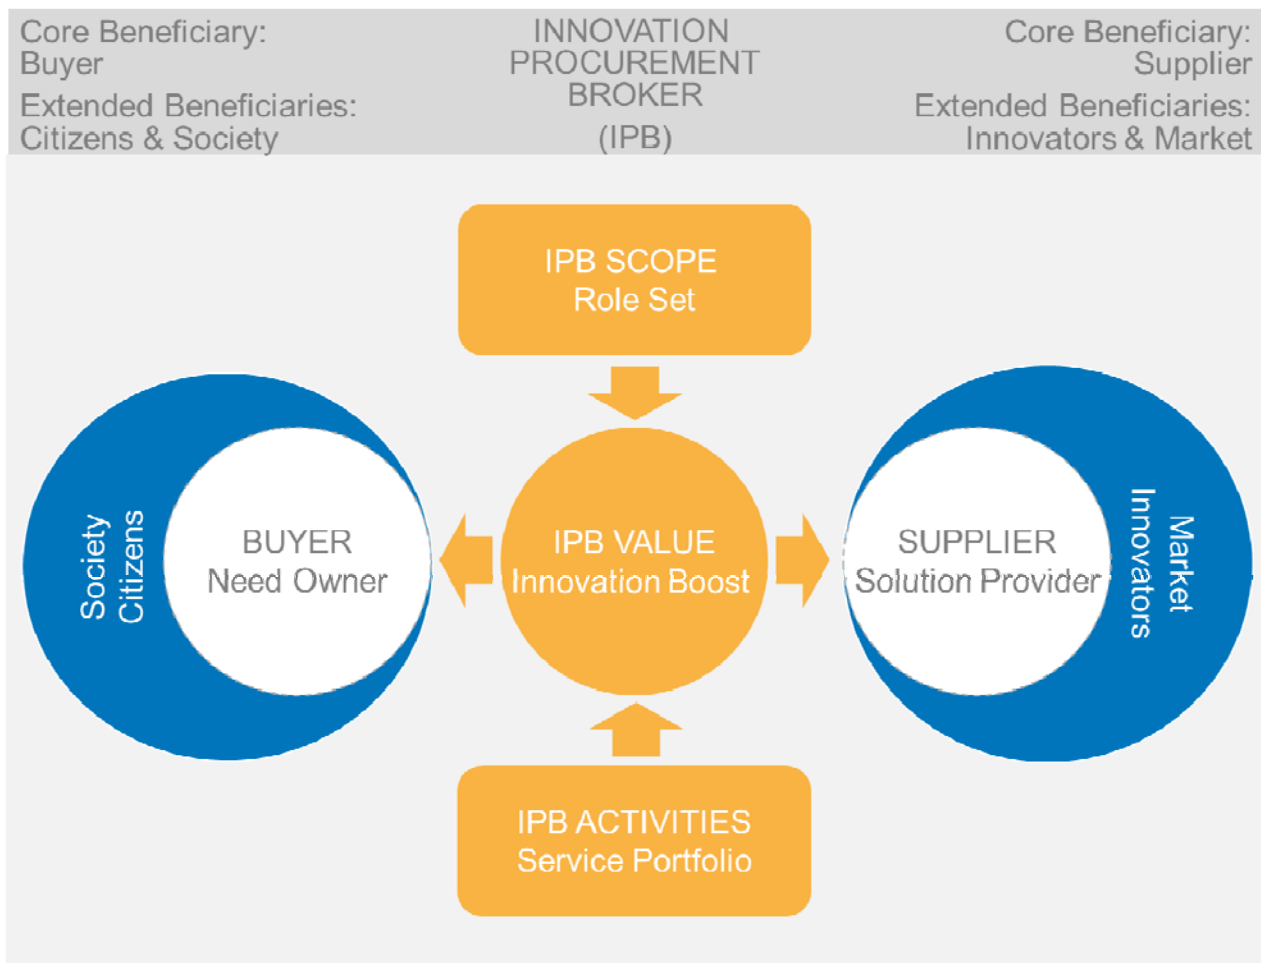 Core Beneficiary:
Buyer
Extended Beneficiaries:
Citizens & Society
INNOVATION
PROCUREMENT
BROKER
(IPB)
Core Beneficiary:
Supplier
Extended Beneficiaries:
Innovators & Market
IPB SCOPE
Role Set
Society
Citizens
BUYER
Need Owner
IPB VALUE
Innovation Boost
SUPPLIER
Solution Provider
Market
Innovators
IPB ACTIVITIES
Service Portfolio